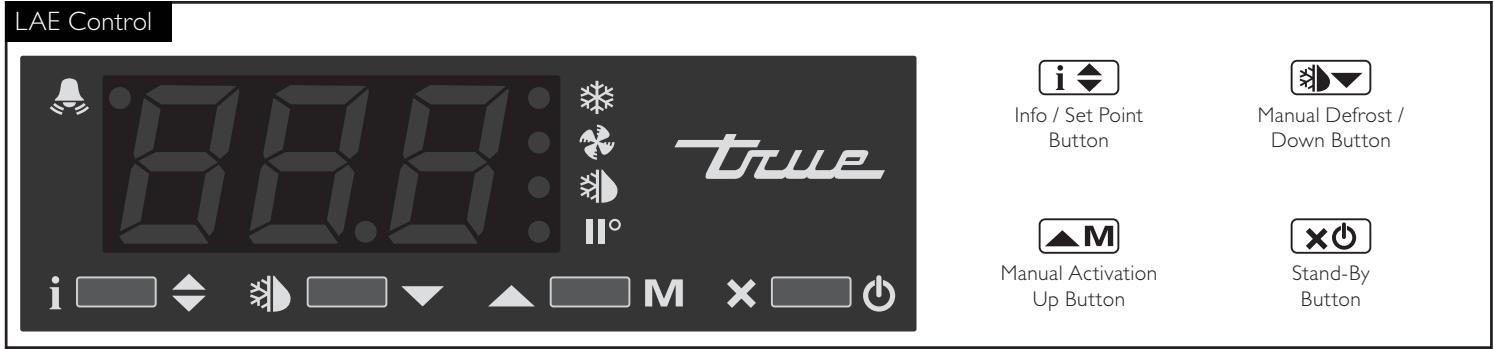 LAE Control
true
i
M
Info / Set Point
Button
Manual Defrost /
Down Button
i
M
Manual Activation
Up Button
Stand-By
Button